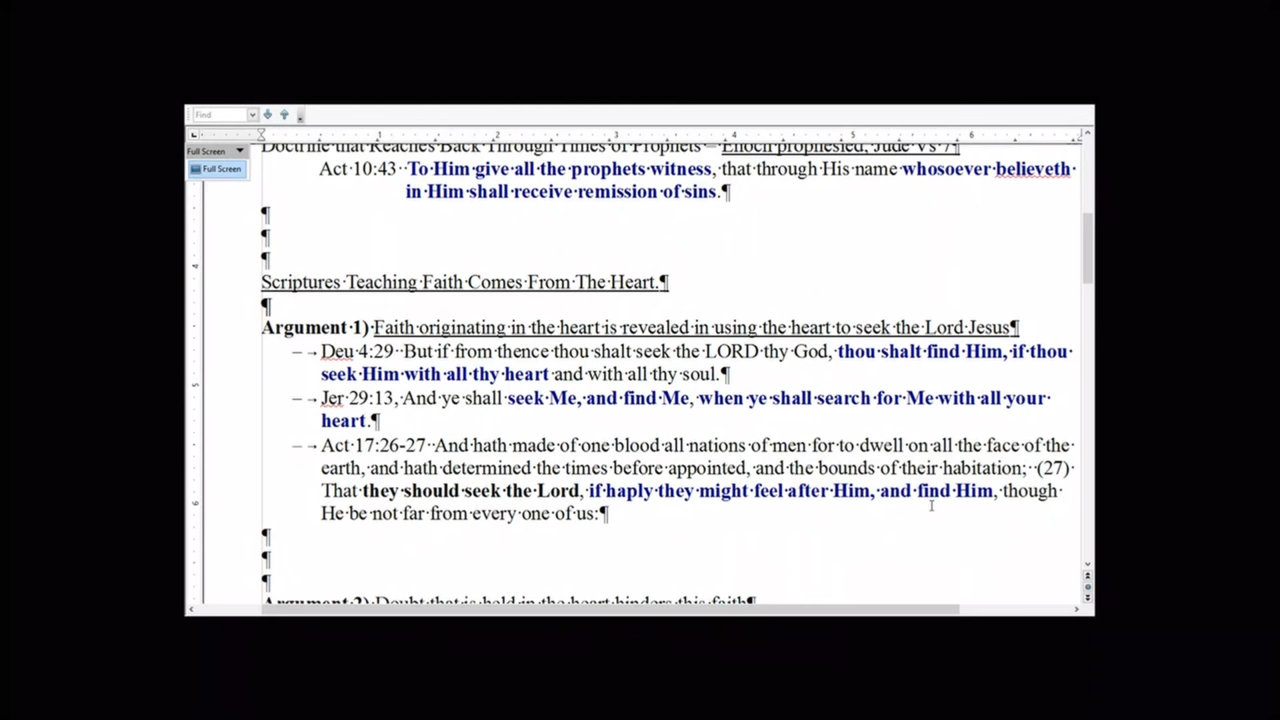 Find
1 2 3 4 5 6
Full Screen
Full Screen
Doctrine that Reaches Back Through Times of Prophets – Enoch prophesied, Jude Vs 7¶
Act 10:43 To Him give all the prophets witness, that through His name whosoever believeth
in Him shall receive remission of sins.¶
¶
¶
¶
Scriptures Teaching Faith Comes From The Heart.¶
¶
Argument 1) Faith originating in the heart is revealed in using the heart to seek the Lord Jesus¶
– → Deu 4:29 But if from thence thou shalt seek the LORD thy God, thou shalt find Him, if thou
seek Him with all thy heart and with all thy soul.¶
– → Jer 29:13, And ye shall seek Me, and find Me, when ye shall search for Me with all your
heart.¶
– → Act 17:26-27 And hath made of one blood all nations of men for to dwell on all the face of the
earth, and hath determined the times before appointed, and the bounds of their habitation; (27)
That they should seek the Lord, if haply they might feel after Him, and find Him, though
He be not far from every one of us:¶
¶
¶
¶
Argument 2) Doubt that is held in the heart hinders this faith¶
4
5
6